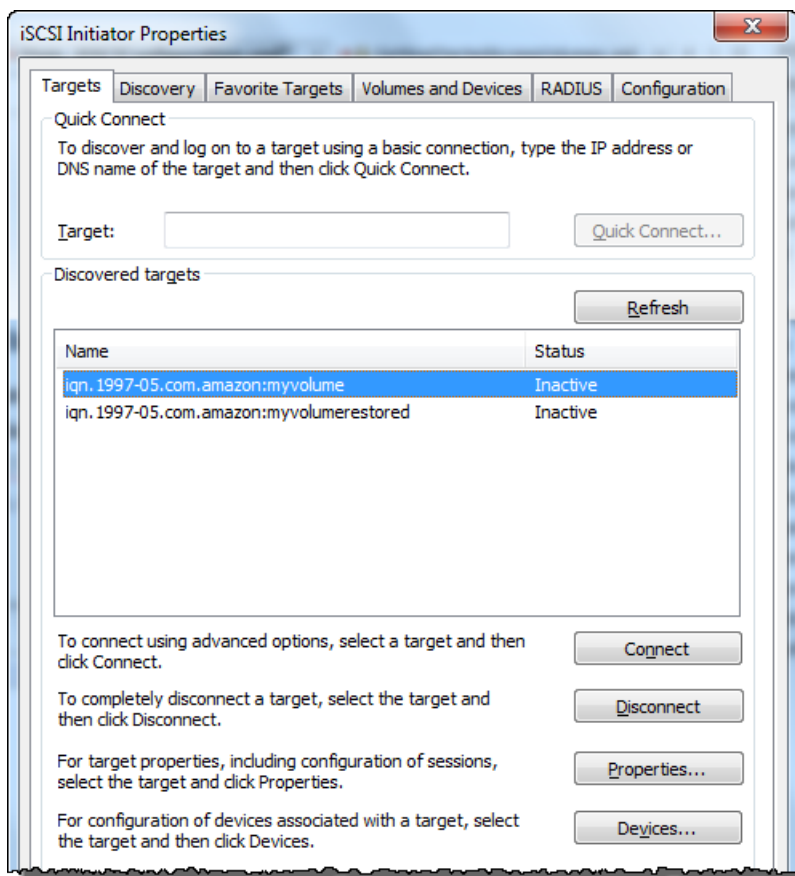 iSCSI Initiator Properties
Targets Discovery Favorite Targets Volumes and Devices RADIUS Configuration
Quick Connect
To discover and log on to a target using a basic connection, type the IP address or
DNS name of the target and then click Quick Connect.
Target: Quick Connect...
Discovered targets
Refresh
Name Status
iqn.1997-05.com.amazon:myvolume Inactive
iqn.1997-05.com.amazon:myvolumerestored Inactive
To connect using advanced options, select a target and then
click Connect.
Connect
To completely disconnect a target, select the target and
then click Disconnect.
Disconnect
For target properties, including configuration of sessions,
select the target and click Properties.
Properties...
For configuration of devices associated with a target, select
the target and then click Devices.
Devices...